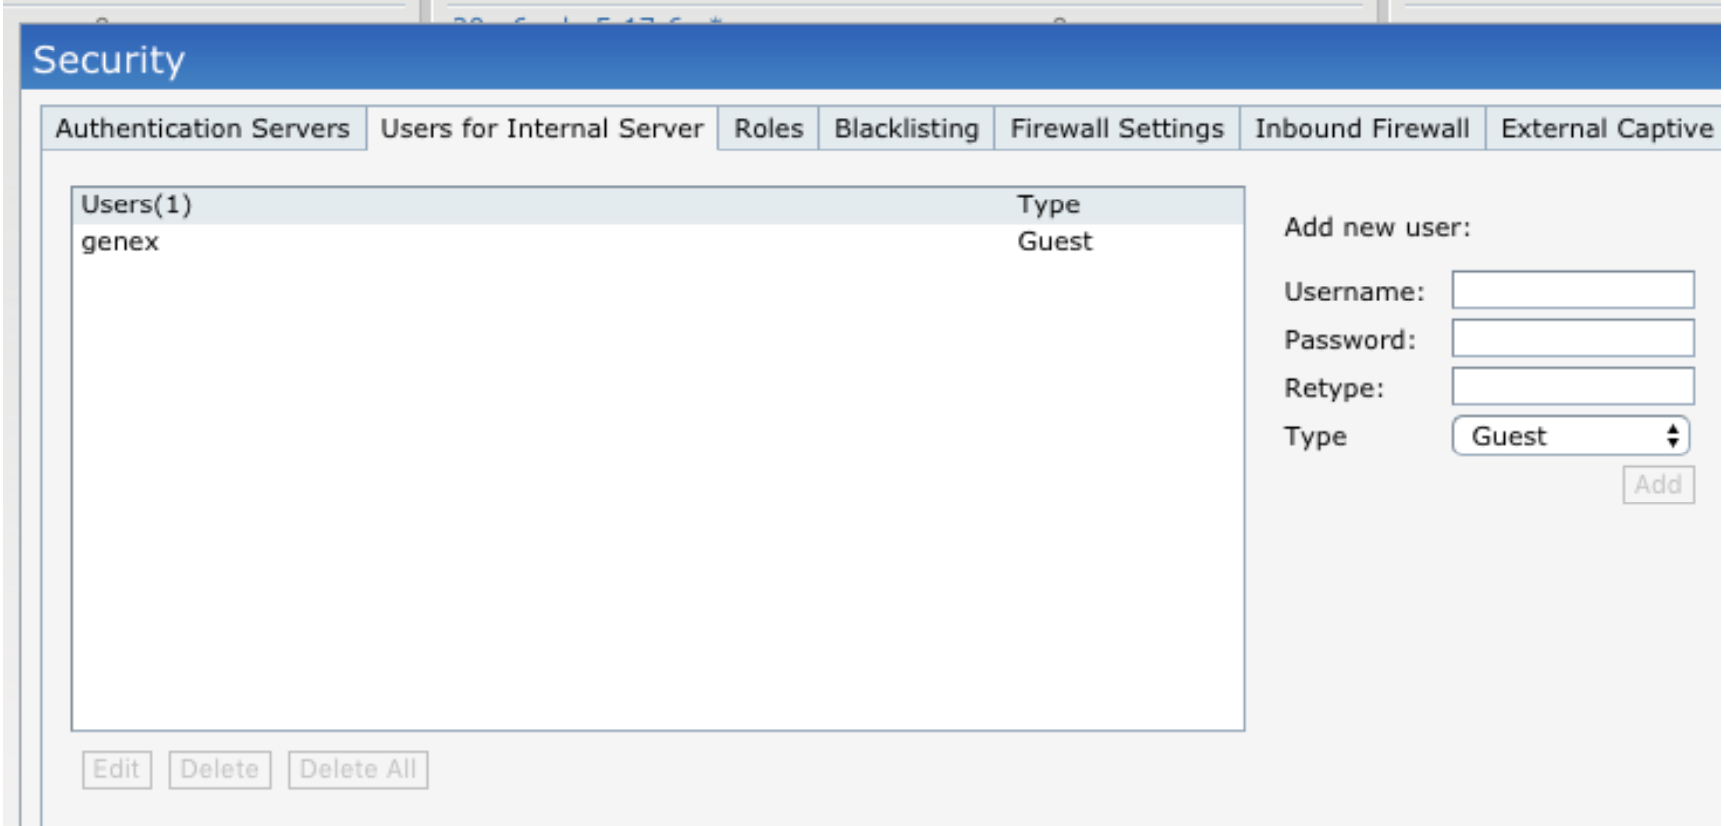 Security
Authentication Servers Users for Internal Server Roles Blacklisting Firewall Settings Inbound Firewall External Captive
Users(1) Type
genex Guest
Add new user:
Username:
Password:
Retype:
Type Guest
Add
Edit Delete Delete All